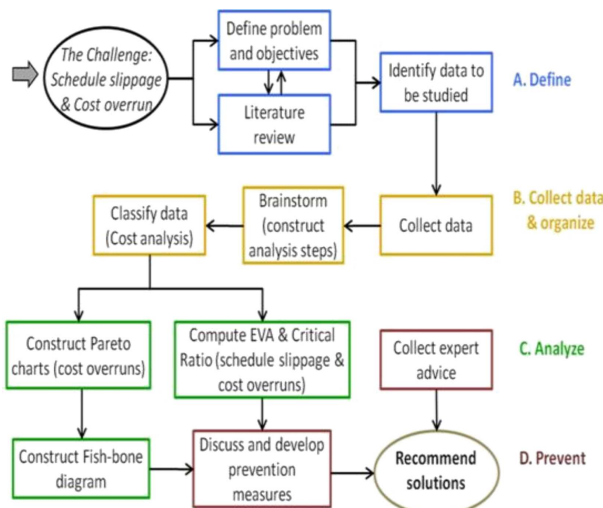 The Challenge:
Schedule slippage
& Cost overrun
Define problem
and objectives
Literature
review
Identify data to
be studied
A. Define
Classify data
(Cost analysis)
Brainstorm
(construct
analysis steps)
Collect data
B. Collect data
& organize
Construct Pareto
charts (cost overruns)
Compute EVA & Critical
Ratio (schedule slippage &
cost overruns)
Collect expert
advice
C. Analyze
Construct Fish-bone
diagram
Discuss and develop
prevention
measures
Recommend
solutions
D. Prevent